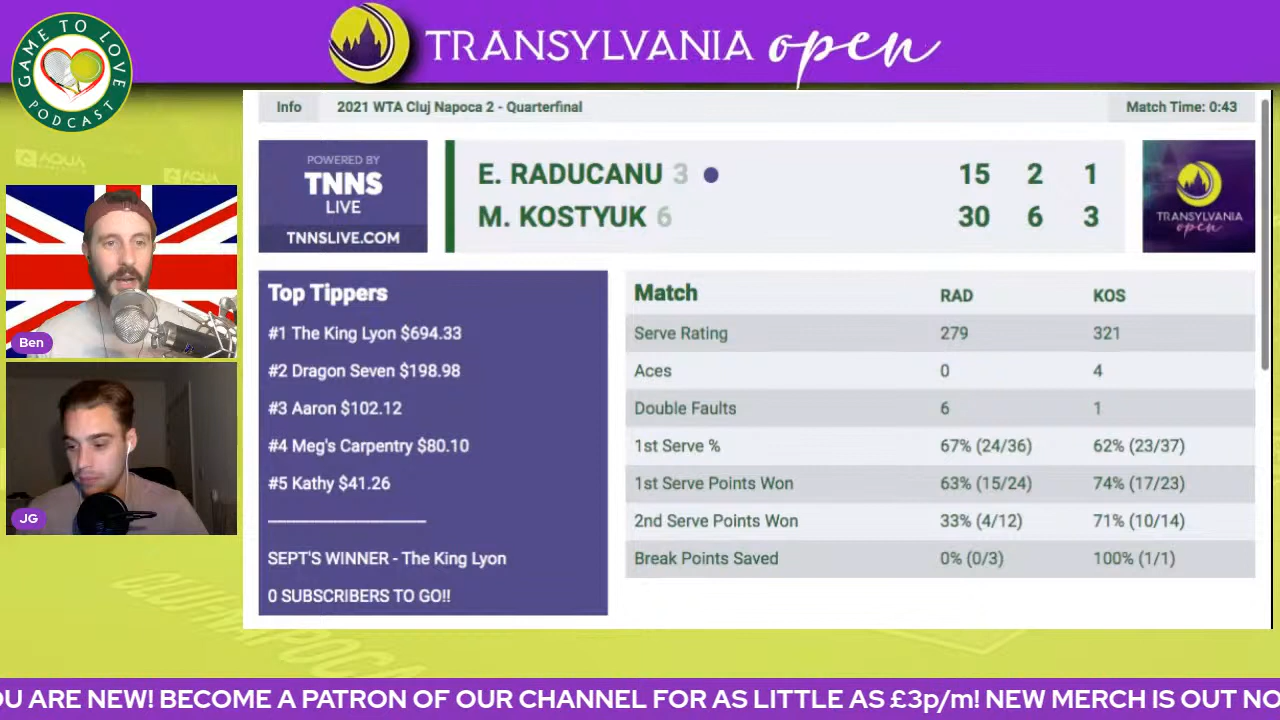 GAME TO LOVE
PODCAST
TRANSYLVANIA open
Info 2021 WTA Cluj Napoca 2 - Quarterfinal Match Time: 0:43
POWERED BY
TNNS
LIVE
TNNSLIVE.COM
E. RADUCANU 3 15 2 1
M. KOSTYUK 6 30 6 3
TRANSYLVANIA
open
Top Tippers
#1 The King Lyon $694.33
#2 Dragon Seven $198.98
#3 Aaron $102.12
#4 Meg's Carpentry $80.10
#5 Kathy $41.26
SEPT'S WINNER - The King Lyon
0 SUBSCRIBERS TO GO!!
Match RAD KOS
Serve Rating 279 321
Aces 0 4
Double Faults 6 1
1st Serve % 67% (24/36) 62% (23/37)
1st Serve Points Won 63% (15/24) 74% (17/23)
2nd Serve Points Won 33% (4/12) 71% (10/14)
Break Points Saved 0% (0/3) 100% (1/1)
AQUA
AQUA
Ben
JG
CLUJ-NAPOCA
OU ARE NEW! BECOME A PATRON OF OUR CHANNEL FOR AS LITTLE AS £3p/m! NEW MERCH IS OUT NO